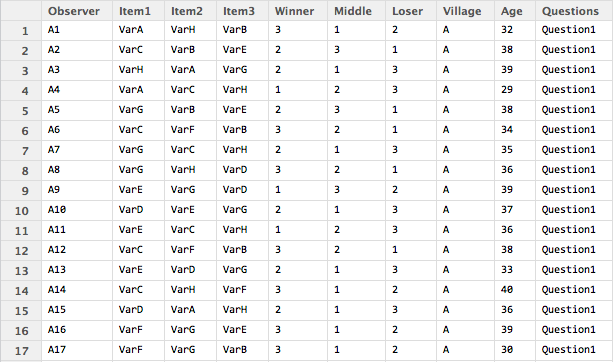 Observer Item1 Item2 Item3 Winner Middle Loser Village Age Questions
1 A1 VarA VarH VarB 3 1 2 A 32 Question1
2 A2 VarC VarB VarE 2 3 1 A 38 Question1
3 A3 VarH VarA VarG 2 1 3 A 39 Question1
4 A4 VarA VarC VarH 1 2 3 A 29 Question1
5 A5 VarG VarB VarE 2 3 1 A 38 Question1
6 A6 VarC VarF VarB 3 2 1 A 34 Question1
7 A7 VarG VarC VarH 2 1 3 A 35 Question1
8 A8 VarG VarH VarD 3 2 1 A 36 Question1
9 A9 VarE VarG VarD 1 3 2 A 39 Question1
10 A10 VarD VarE VarG 2 1 3 A 37 Question1
11 A11 VarE VarC VarH 1 2 3 A 36 Question1
12 A12 VarC VarF VarB 3 2 1 A 38 Question1
13 A13 VarE VarD VarG 2 1 3 A 33 Question1
14 A14 VarC VarH VarF 3 1 2 A 40 Question1
15 A15 VarD VarA VarH 2 1 3 A 36 Question1
16 A16 VarF VarG VarE 3 1 2 A 39 Question1
17 A17 VarF VarG VarB 3 1 2 A 30 Question1